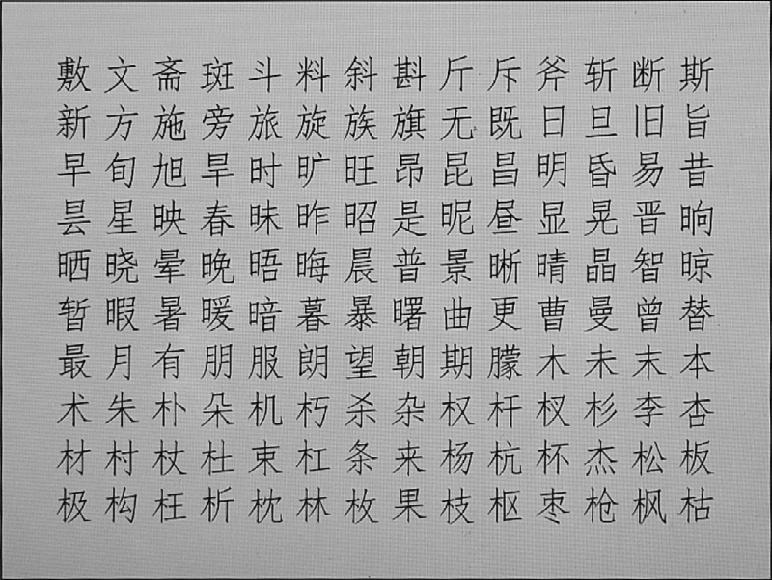 敷文斋斑斗料斜斟斤斥斧斩断斯
新方施旁旅旋族旗无既日旦旧旨
早旬旭旱时旷旺昂昆昌明昏易昔
昙星映春昧昨昭是昵昼显晃晋晌
晒晓晕晚晤晦晨普景晰晴晶智晾
暂暇暑暖暗暮暴曙曲更曹曼曾替
最月有朋服朗望朝期朦木未末本
术朱朴朵机朽杀杂权杆杈杉李杏
材村杖杜束杠条来杨杭杯杰松板
极构枉析枕林枚果枝枢枣枪枫枯